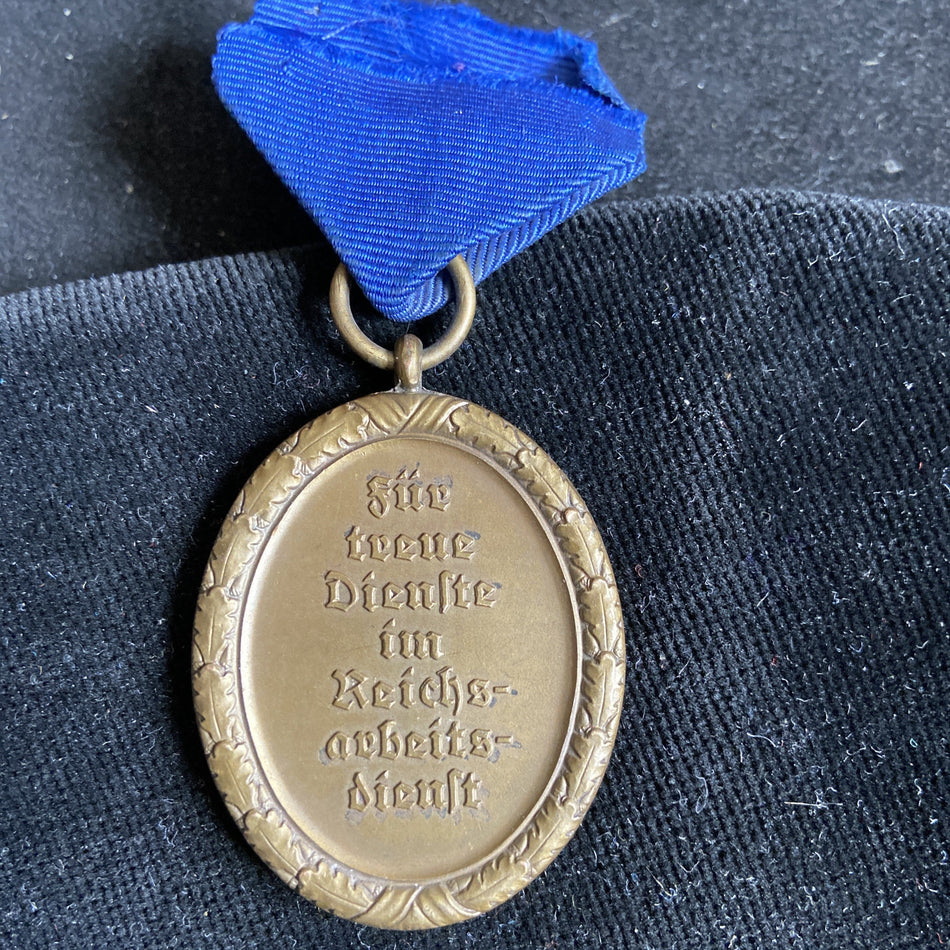 Für
treue
Dienſte
im
Reichs-
arbeits-
dienſt